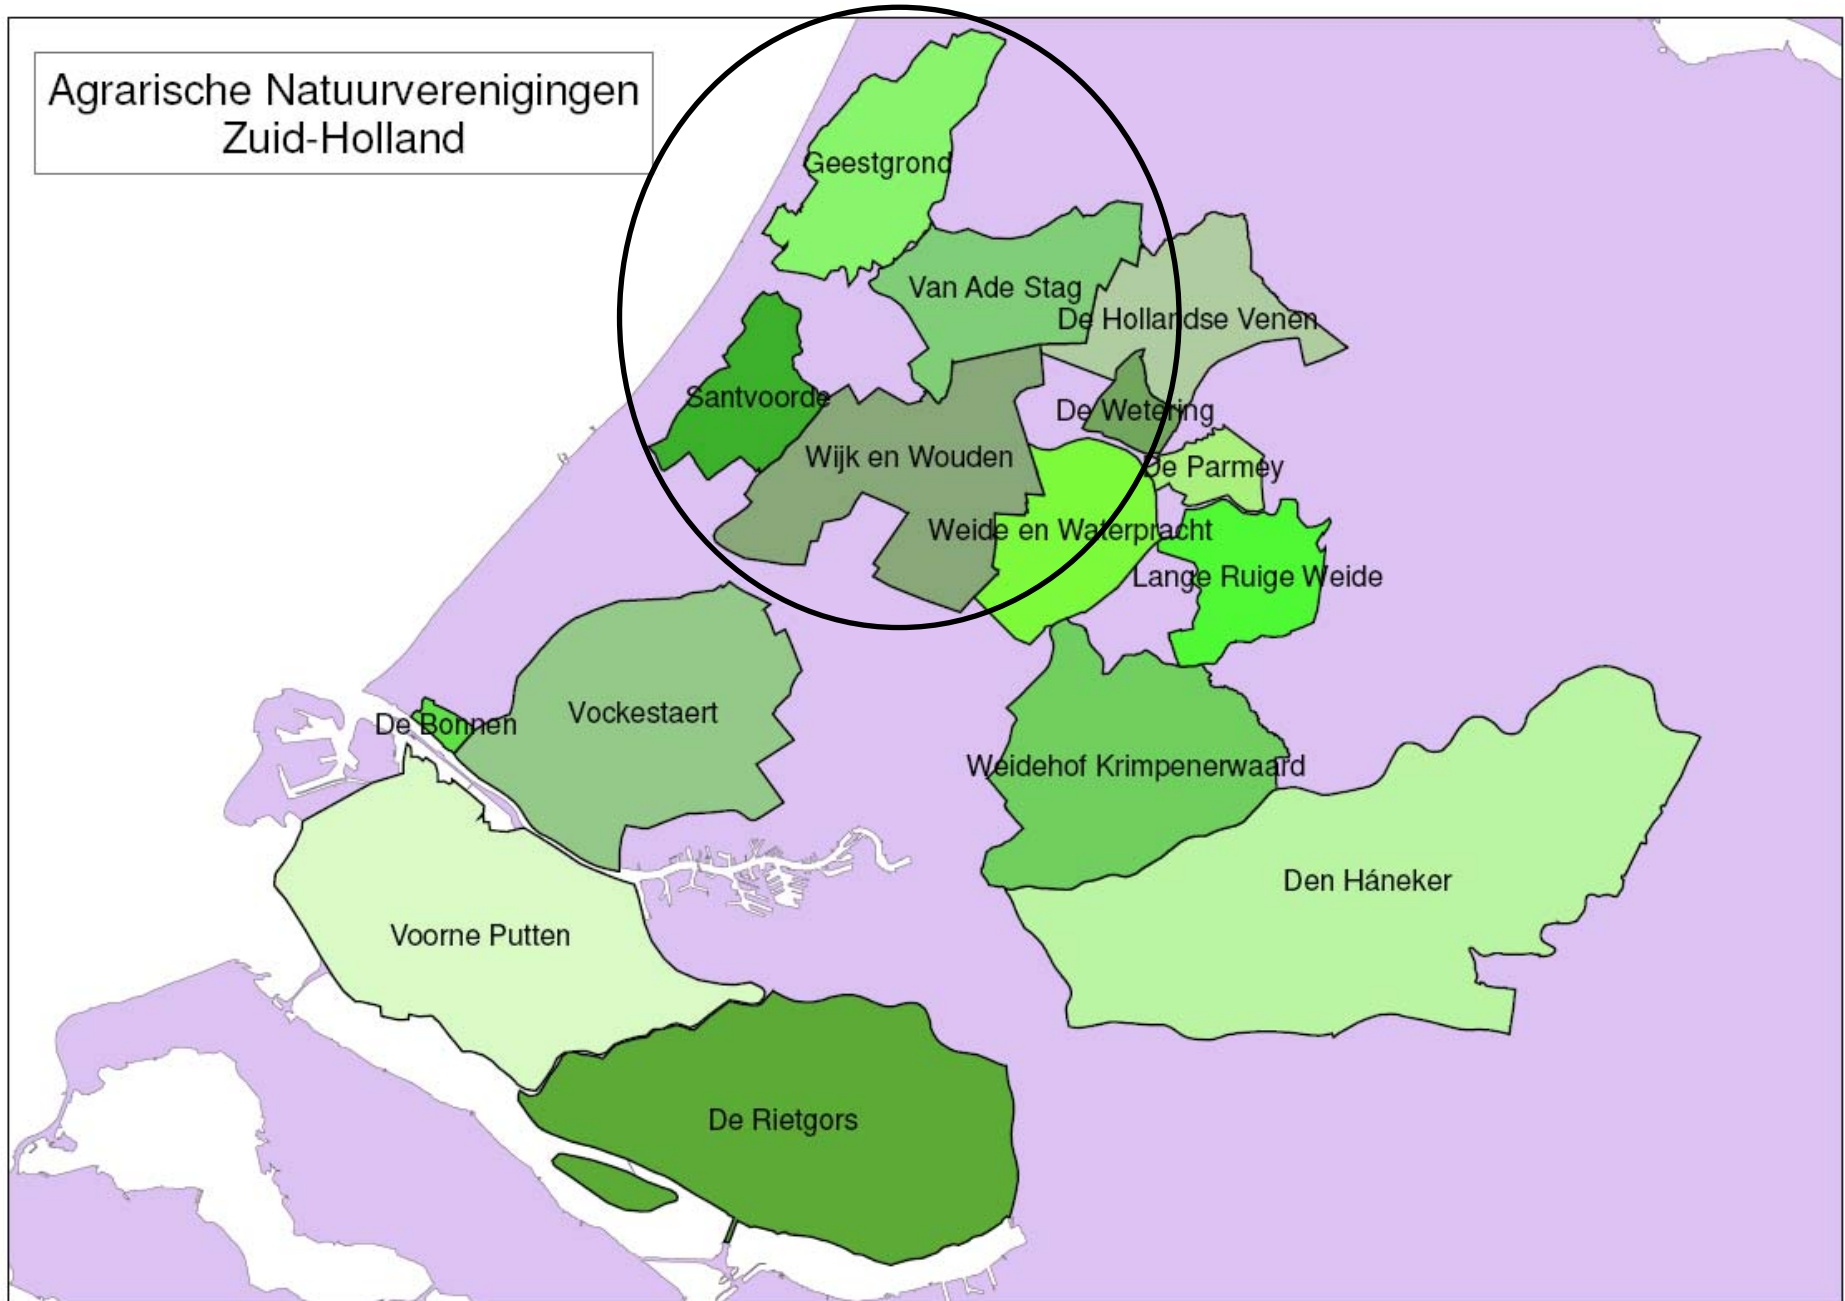 Agrarische Natuurverenigingen
Zuid-Holland
Geestgrond
Van Ade Stag
De Hollandse Venen
Santvoorde
De Wetering
Wijk en Wouden
De Parmey
Weide en Waterpracht
Lange Ruige Weide
De Bonnen
Vockestaert
Weidehof Krimpenerwaard
Den Háneker
Voorne Putten
De Rietgors